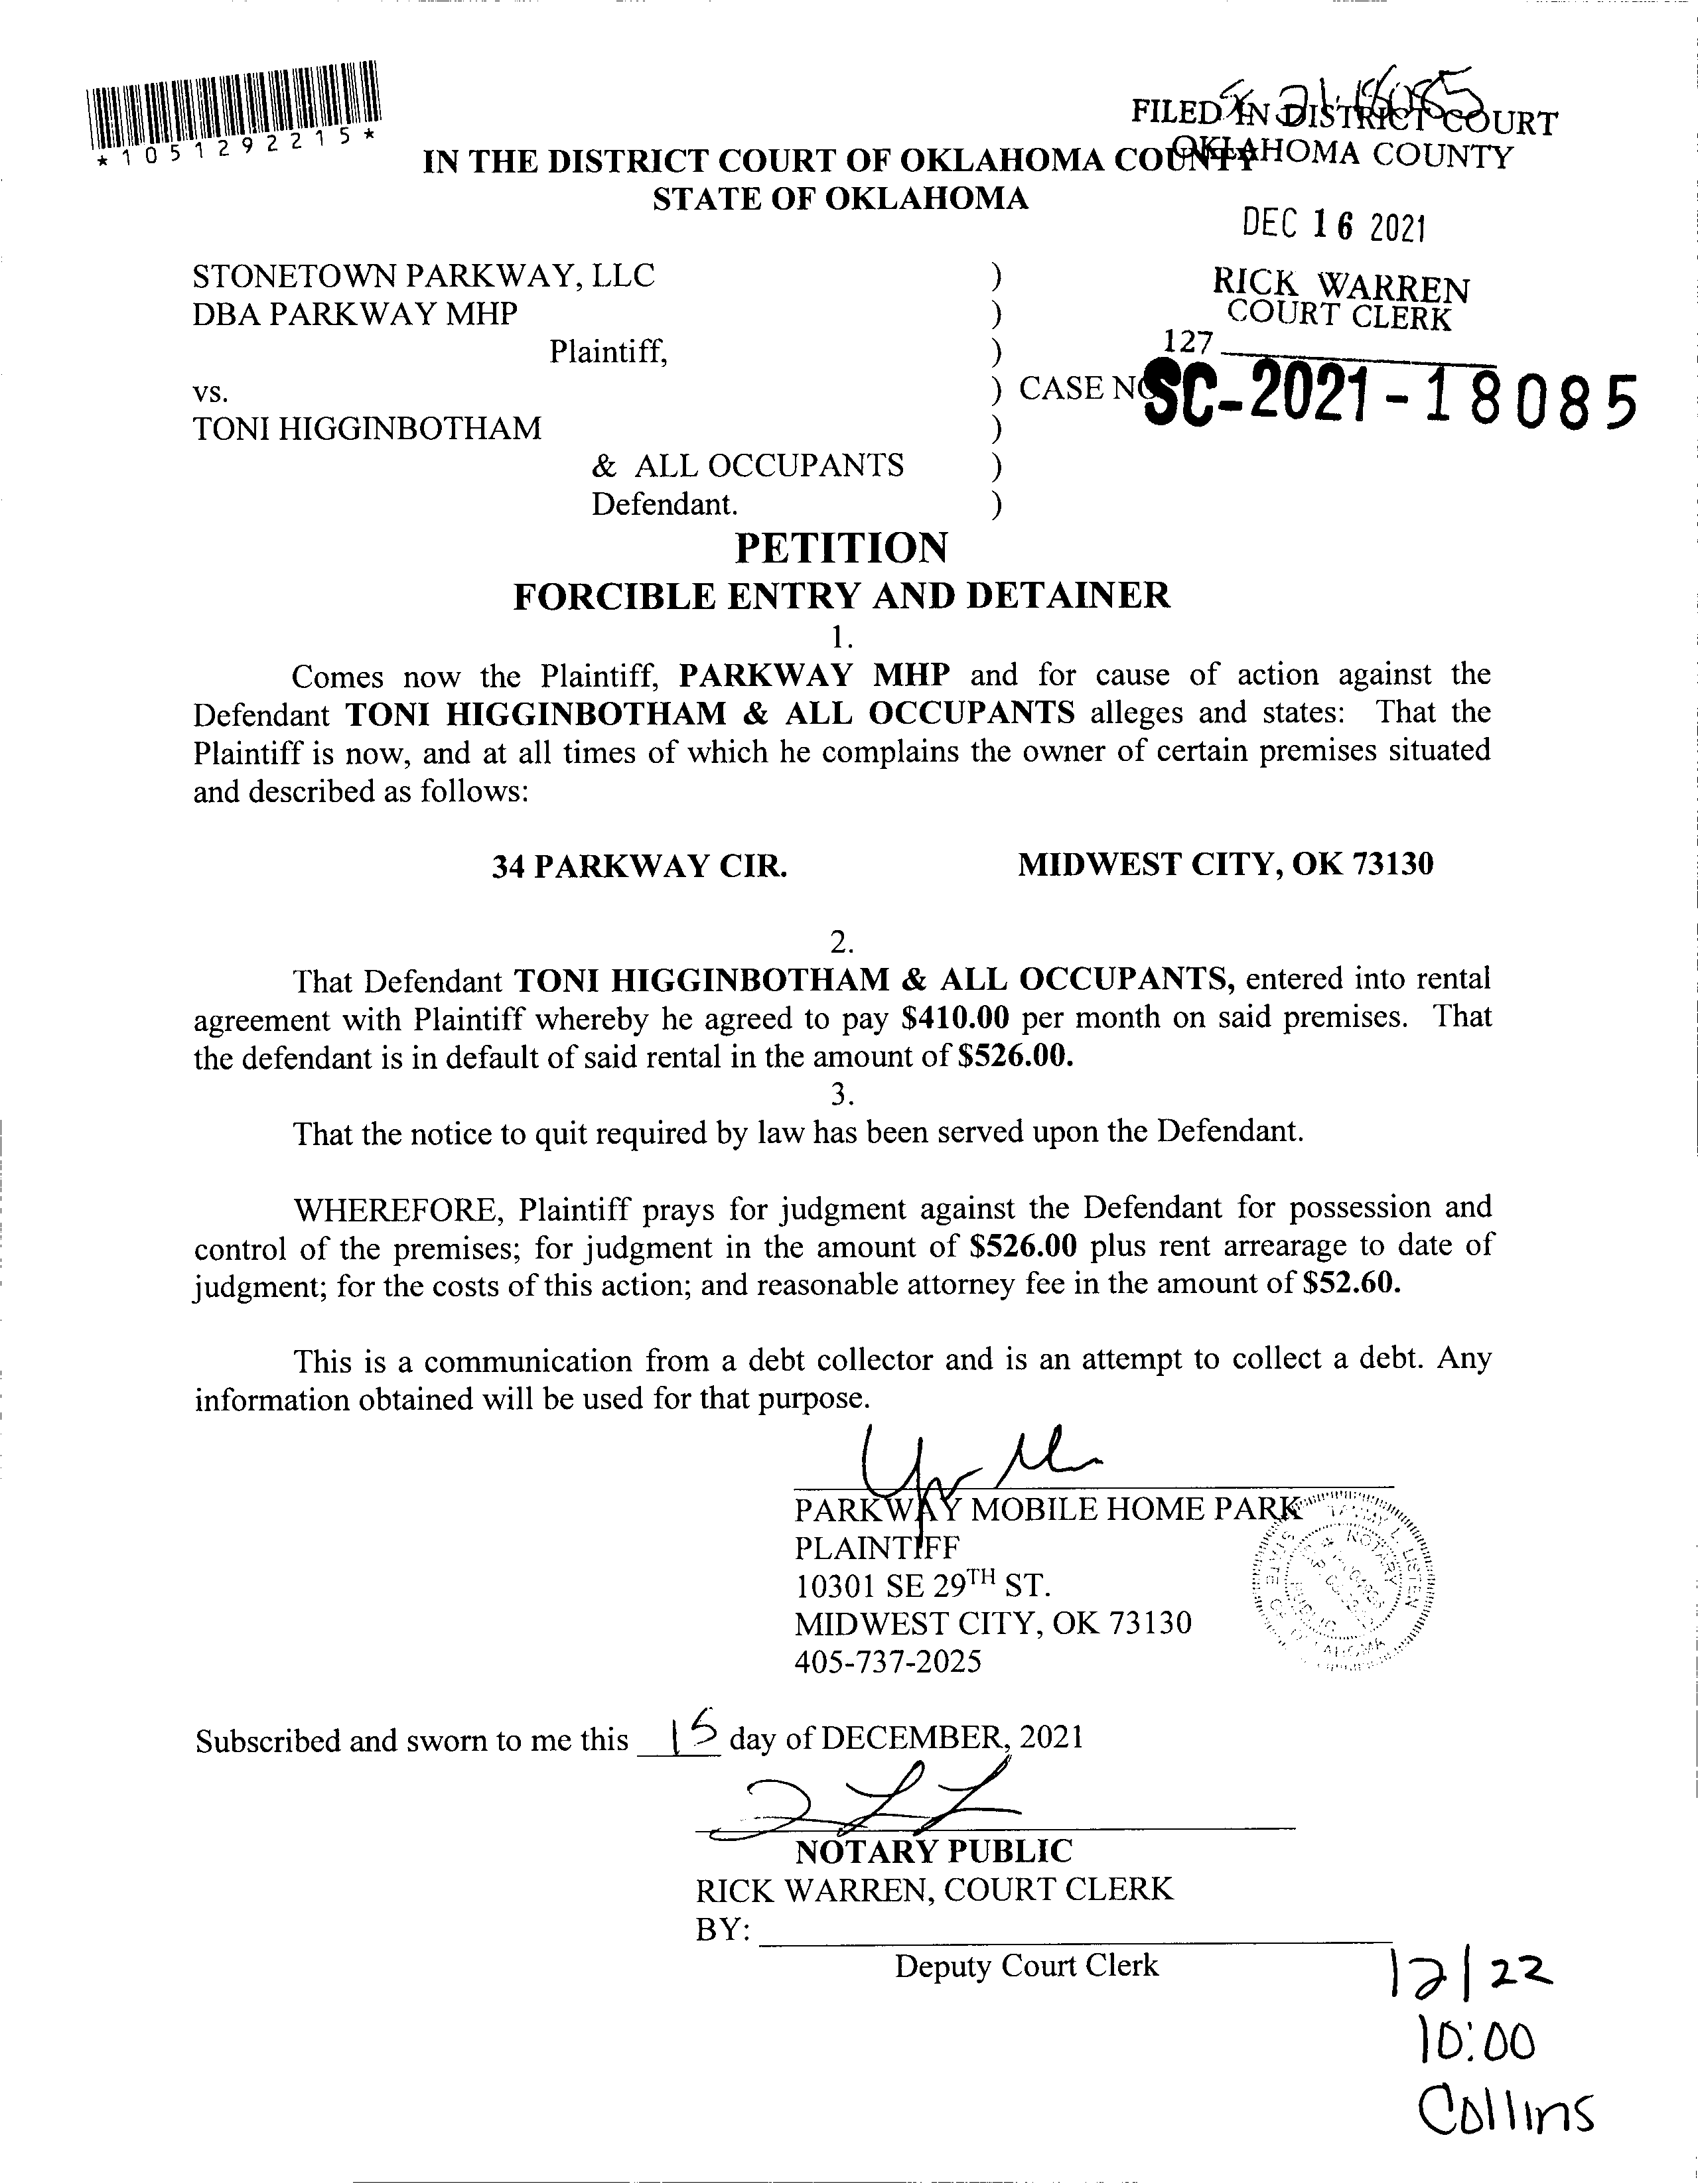 *1051292215*
SC 21-18085
FILED IN DISTRICT COURT
OKLAHOMA COUNTY
IN THE DISTRICT COURT OF OKLAHOMA COUNTY
STATE OF OKLAHOMA
DEC 16 2021
RICK WARREN
COURT CLERK
127
STONETOWN PARKWAY, LLC )
DBA PARKWAY MHP )
Plaintiff, )
vs. ) CASE NO SC-2021-18085
TONI HIGGINBOTHAM )
& ALL OCCUPANTS )
Defendant. )
PETITION
FORCIBLE ENTRY AND DETAINER
1.
Comes now the Plaintiff, PARKWAY MHP and for cause of action against the
Defendant TONI HIGGINBOTHAM & ALL OCCUPANTS alleges and states: That the
Plaintiff is now, and at all times of which he complains the owner of certain premises situated
and described as follows:
34 PARKWAY CIR. MIDWEST CITY, OK 73130
2.
That Defendant TONI HIGGINBOTHAM & ALL OCCUPANTS, entered into rental
agreement with Plaintiff whereby he agreed to pay $410.00 per month on said premises. That
the defendant is in default of said rental in the amount of $526.00.
3.
That the notice to quit required by law has been served upon the Defendant.
WHEREFORE, Plaintiff prays for judgment against the Defendant for possession and
control of the premises; for judgment in the amount of $526.00 plus rent arrearage to date of
judgment; for the costs of this action; and reasonable attorney fee in the amount of $52.60.
This is a communication from a debt collector and is an attempt to collect a debt. Any
information obtained will be used for that purpose.
PARKWAY MOBILE HOME PARK
PLAINTIFF
10301 SE 29TH ST.
MIDWEST CITY, OK 73130
405-737-2025
L. LISTEN
NOTARY
PUBLIC
STATE OF OKLAHOMA
Subscribed and sworn to me this 15 day of DECEMBER, 2021
NOTARY PUBLIC
RICK WARREN, COURT CLERK
BY:
Deputy Court Clerk
12/22
10:00
Collins